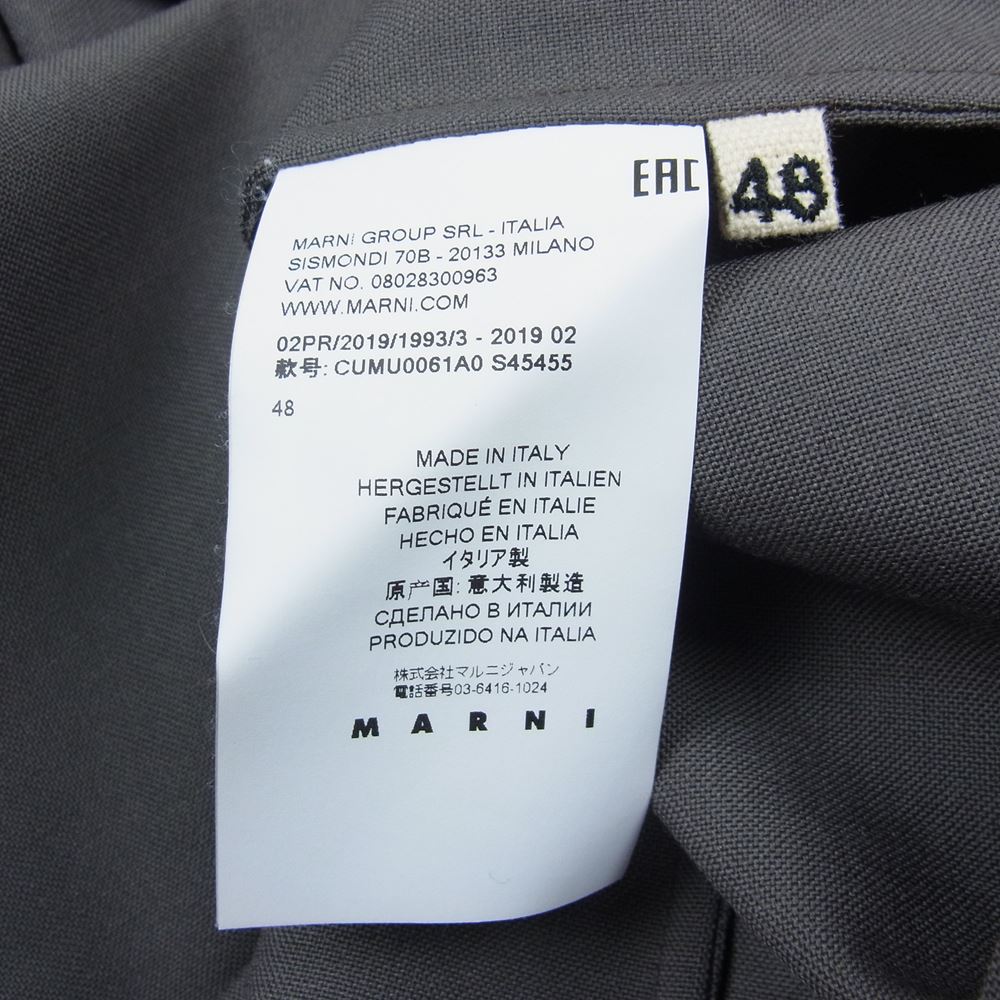 EAC
48
MARNI GROUP SRL - ITALIA
SISMONDI 70B - 20133 MILANO
VAT NO. 08028300963
WWW.MARNI.COM
02PR/2019/1993/3 - 2019 02
款号: CUMU0061A0 S45455
48
MADE IN ITALY
HERGESTELLT IN ITALIEN
FABRIQUÉ EN ITALIE
HECHO EN ITALIA
イタリア製
原产国: 意大利製造
СДЕЛАНО В ИТАЛИИ
PRODUZIDO NA ITALIA
株式会社マルニジャパン
電話番号03-6416-1024
MARNI